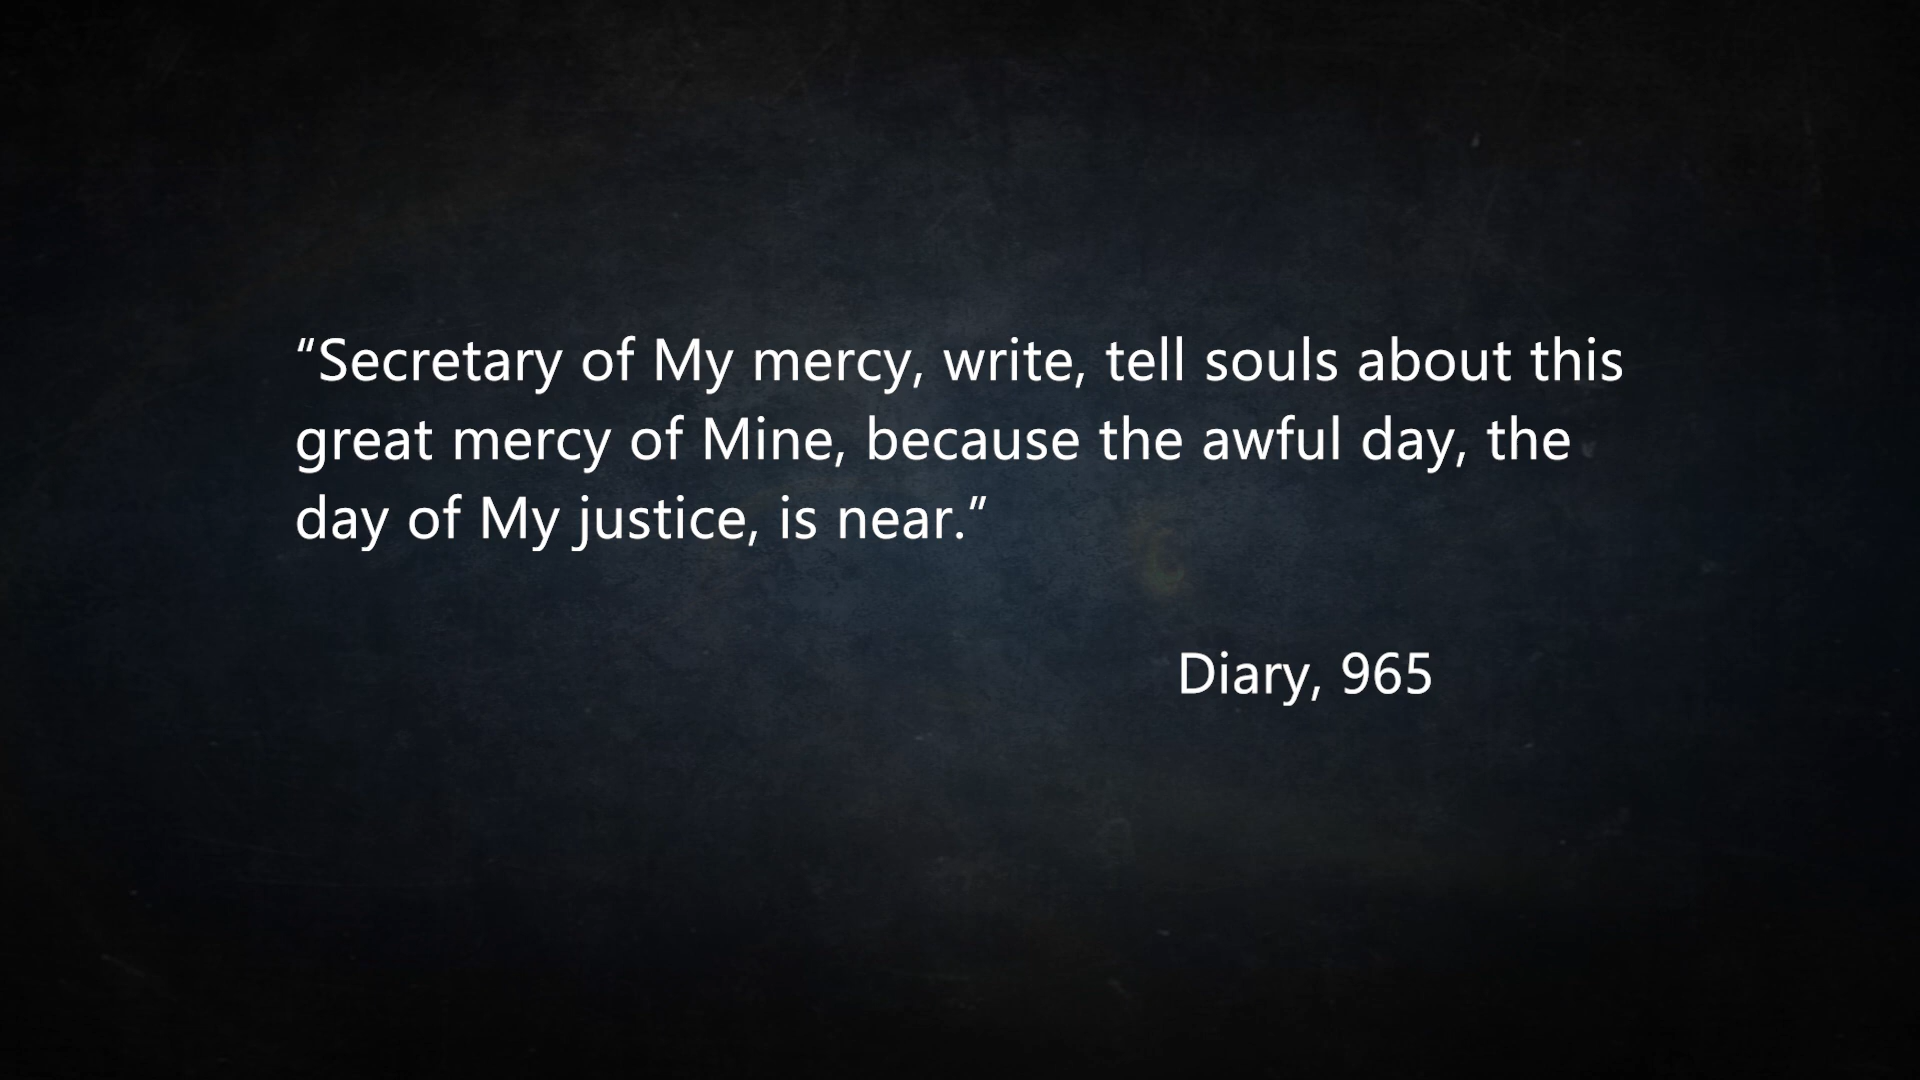 “Secretary of My mercy, write, tell souls about this
great mercy of Mine, because the awful day, the
day of My justice, is near.”
Diary, 965